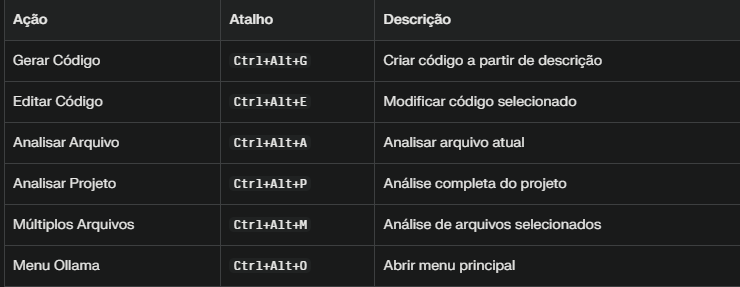 Ação Atalho Descrição
Gerar Código Ctrl+Alt+G Criar código a partir de descrição
Editar Código Ctrl+Alt+E Modificar código selecionado
Analisar Arquivo Ctrl+Alt+A Analisar arquivo atual
Analisar Projeto Ctrl+Alt+P Análise completa do projeto
Múltiplos Arquivos Ctrl+Alt+M Análise de arquivos selecionados
Menu Ollama Ctrl+Alt+O Abrir menu principal